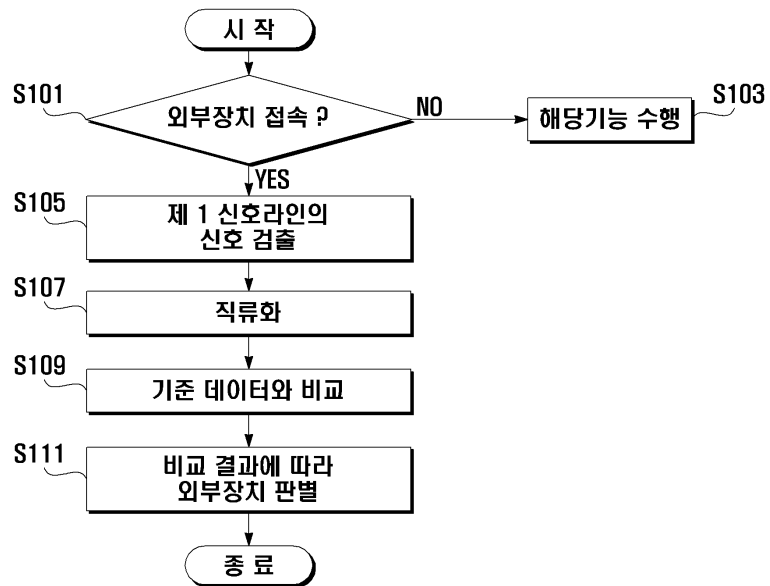 시 작
S101
외부장치 접속 ?
NO
해당기능 수행
S103
YES
S105
제 1 신호라인의
신호 검출
S107
직류화
S109
기준 데이터와 비교
S111
비교 결과에 따라
외부장치 판별
종 료